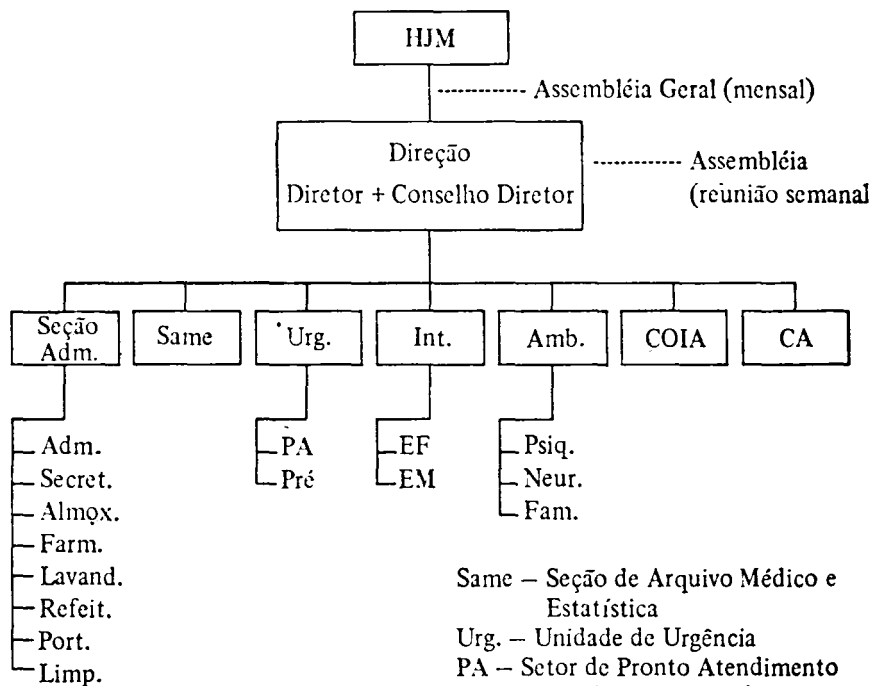 HJM
Assembléia Geral (mensal)
Direção
Diretor + Conselho Diretor
Assembléia
(reunião semanal
Seção
Adm.
Same
Urg.
Int.
Amb.
COIA
CA
Adm.
Secret.
Almox.
Farm.
Lavand.
Refeit.
Port.
Limp.
PA
Pré
EF
EM
Psiq.
Neur.
Fam.
Same – Seção de Arquivo Médico e
Estatística
Urg. – Unidade de Urgência
PA – Setor de Pronto Atendimento